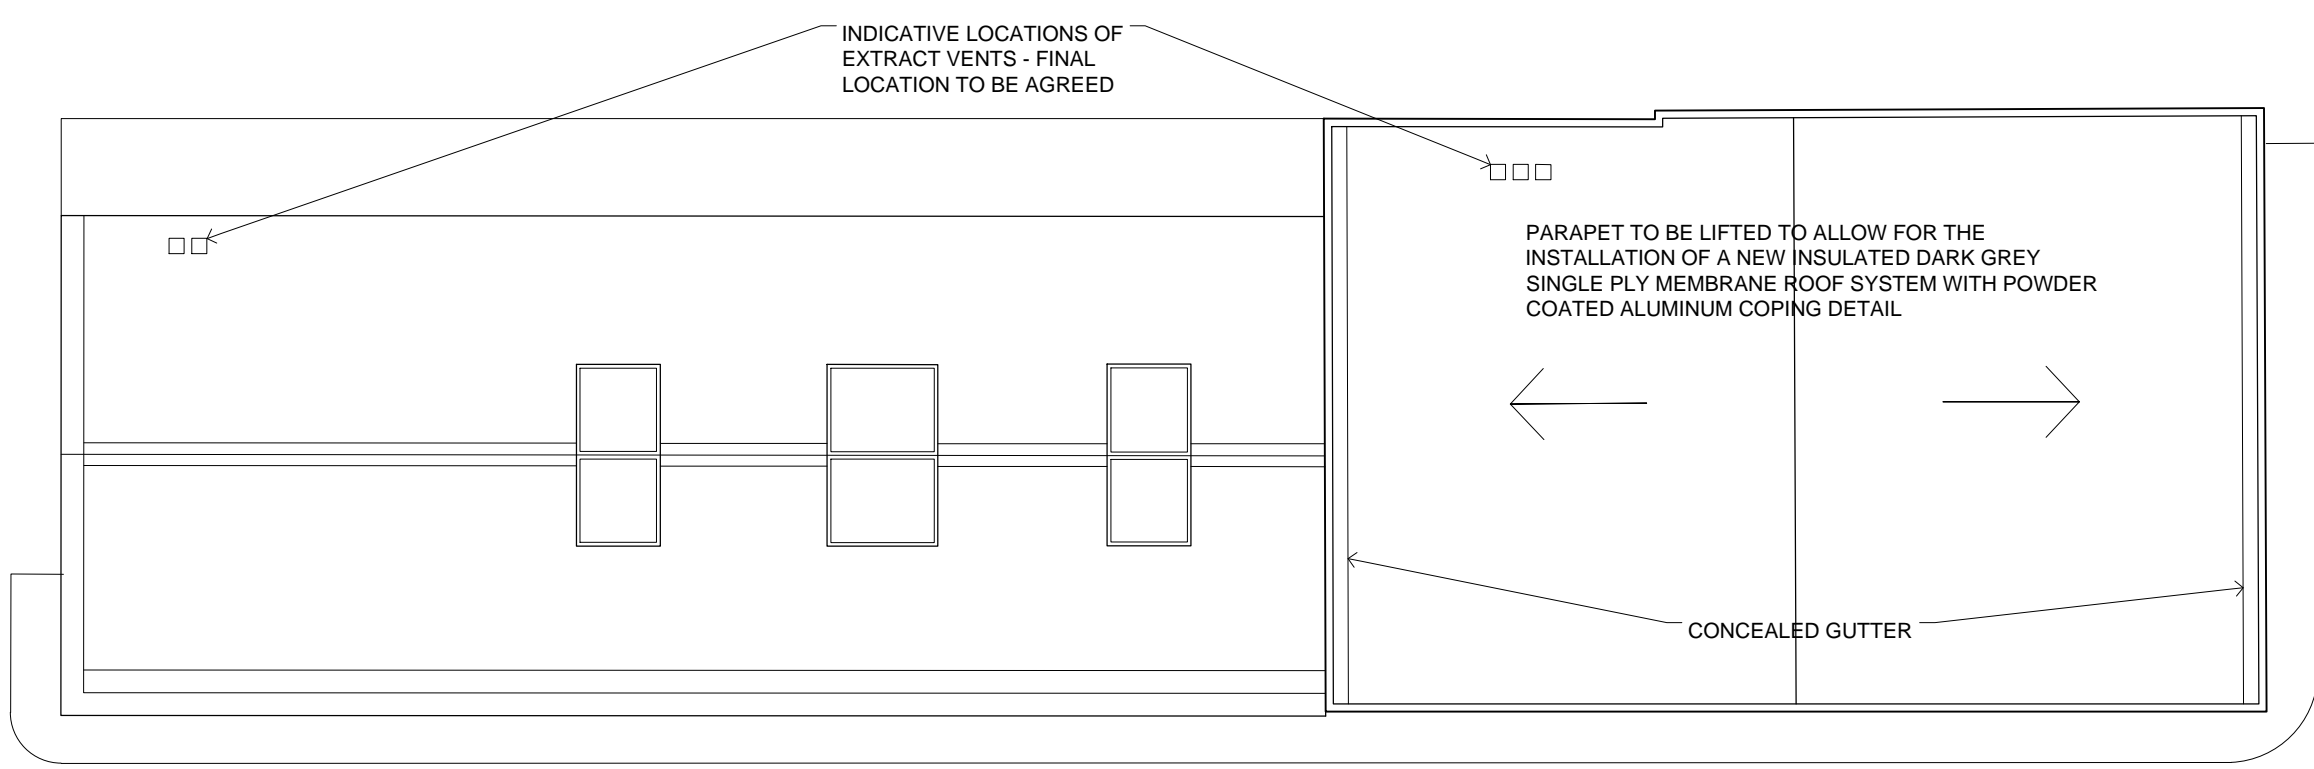 INDICATIVE LOCATIONS OF
EXTRACT VENTS - FINAL
LOCATION TO BE AGREED
PARAPET TO BE LIFTED TO ALLOW FOR THE
INSTALLATION OF A NEW INSULATED DARK GREY
SINGLE PLY MEMBRANE ROOF SYSTEM WITH POWDER
COATED ALUMINUM COPING DETAIL
CONCEALED GUTTER